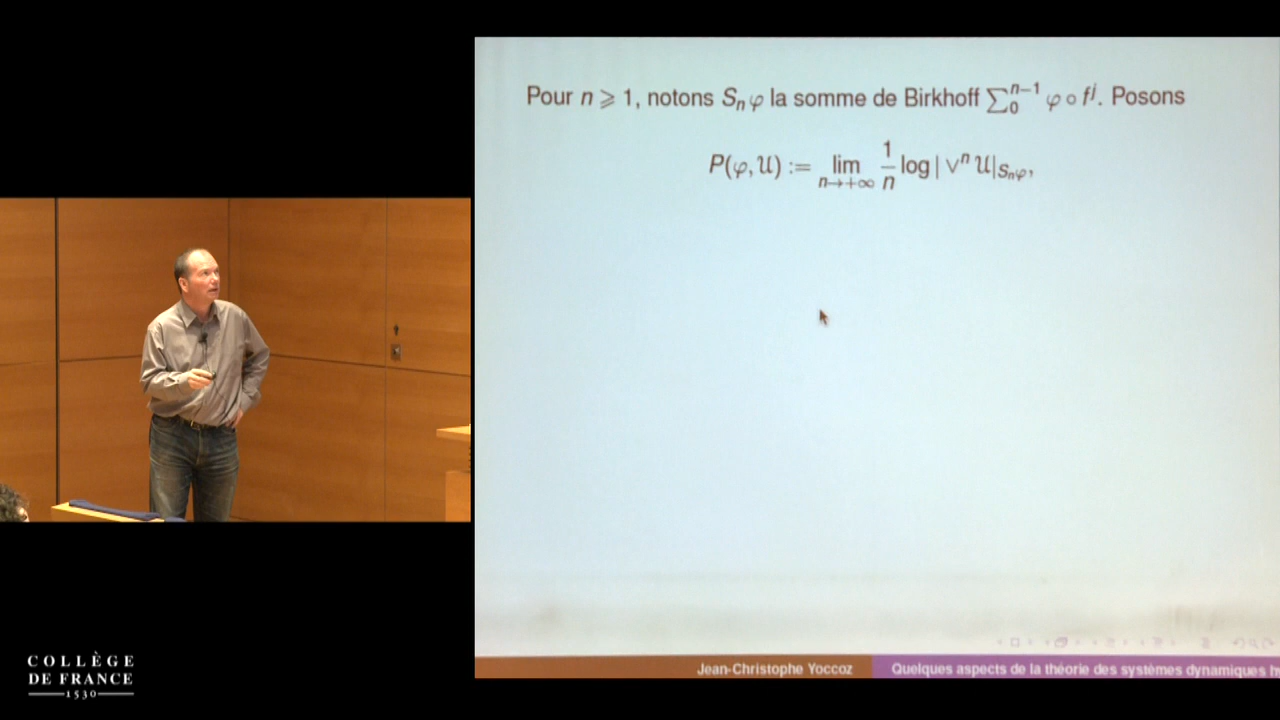 Pour n ⩾ 1, notons Sₙφ la somme de Birkhoff ∑₀ⁿ⁻¹ φ ∘ fʲ. Posons
P(φ, 𝒰) := lim_{n→+∞} 1/n log | ∨ⁿ 𝒰|_{Sₙφ},
COLLÈGE
DE FRANCE
1530
Jean-Christophe Yoccoz
Quelques aspects de la théorie des systèmes dynamiques h